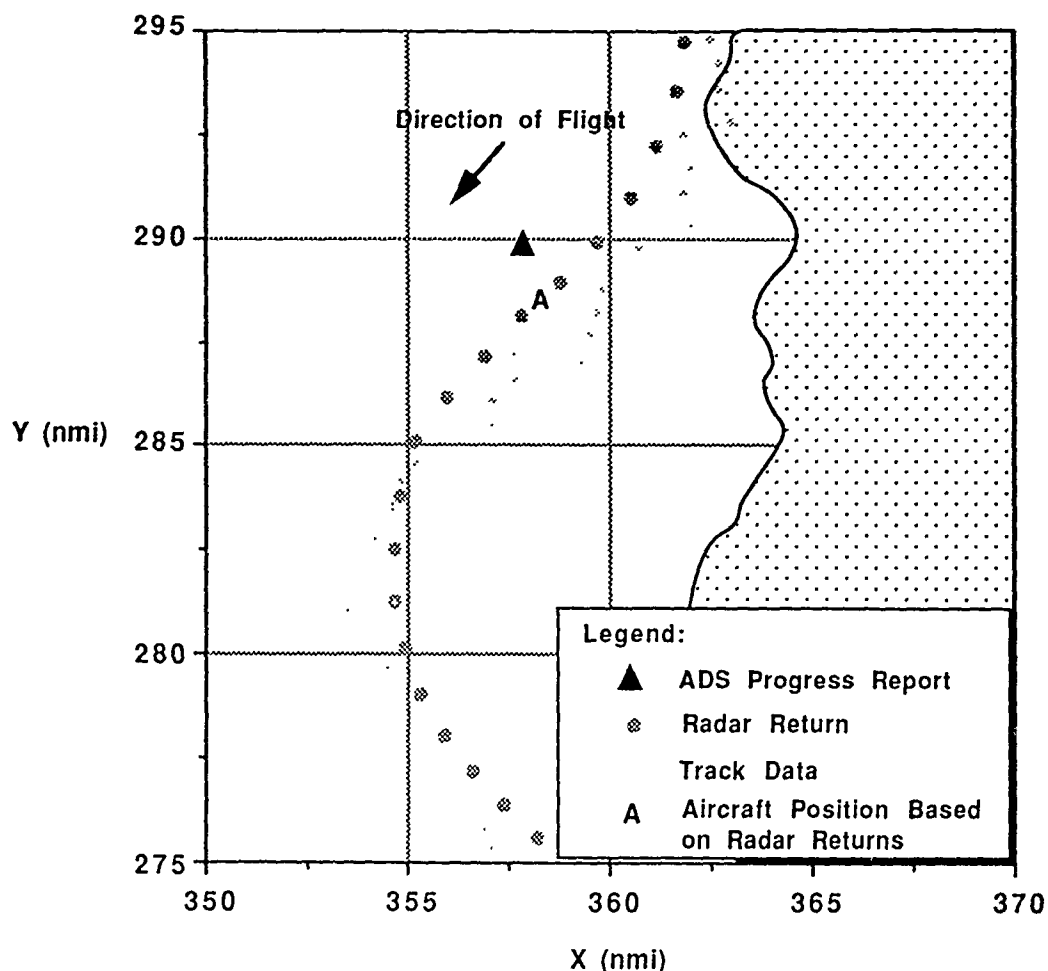 295
Direction of Flight
290
A
Y (nmi)
285
280
275
Legend:
ADS Progress Report
Radar Return
Track Data
A Aircraft Position Based
on Radar Returns
350 355 360 365 370
X (nmi)